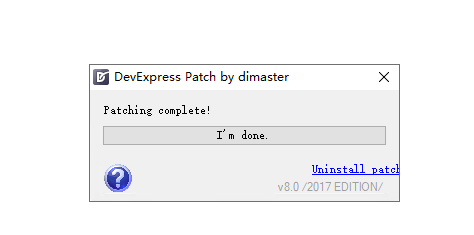 DevExpress Patch by dimaster
Patching complete!
I'm done.
Uninstall patch
v8.0 /2017 EDITION/